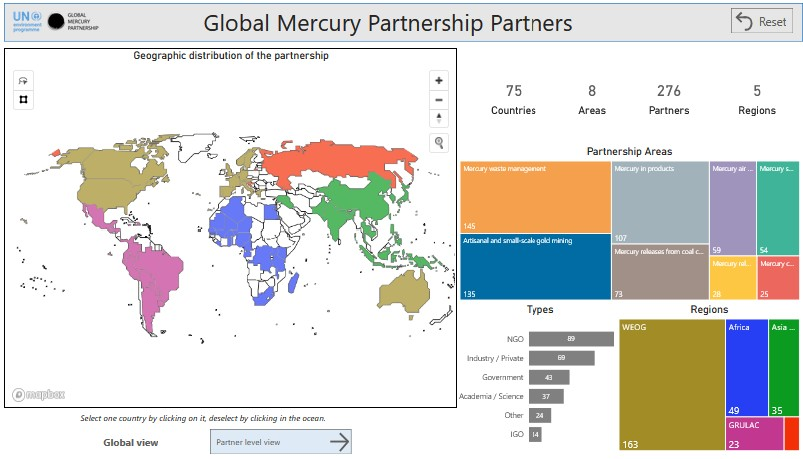 UN
environment
programme
GLOBAL
MERCURY
PARTNERSHIP
Global Mercury Partnership Partners
Reset
Geographic distribution of the partnership
75
8
276
5
Countries
Areas
Partners
Regions
Partnership Areas
Mercury waste management
145
Artisanal and small-scale gold mining
135
Mercury in products
107
Mercury releases from coal c...
73
Mercury air ...
59
Mercury s...
54
Mercury rel...
28
Mercury c...
25
Types
NGO 89
Industry / Private 69
Government 43
Academia / Science 37
Other 24
IGO 14
Regions
WEOG
163
Africa
49
Asia ...
35
GRULAC
23
mapbox
Select one country by clicking on it, deselect by clicking in the ocean.
Global view
Partner level view